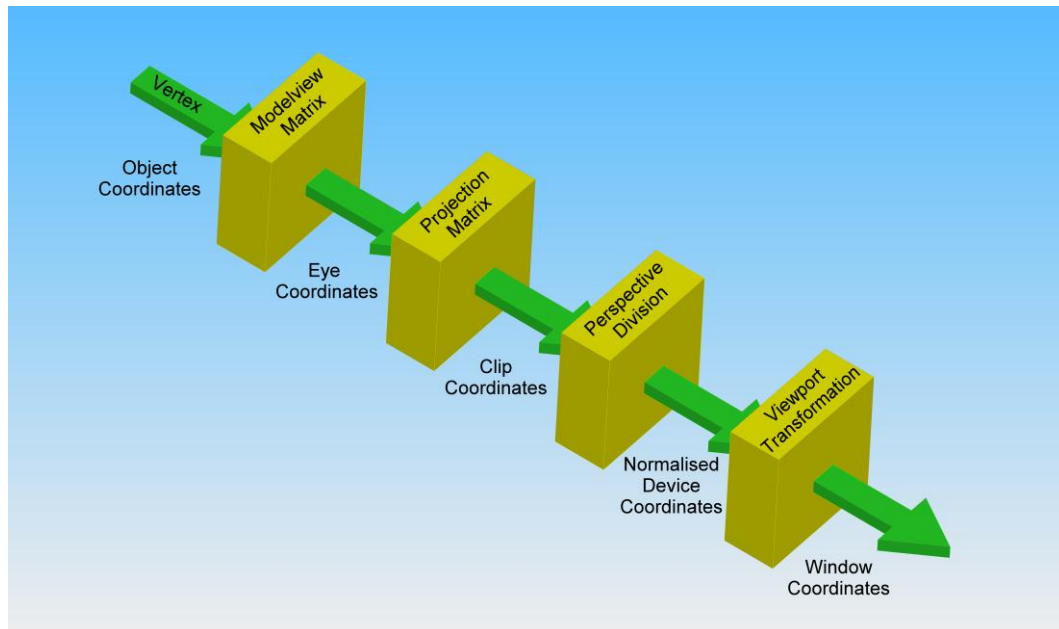 Vertex
Modelview
Matrix
Object
Coordinates
Projection
Matrix
Eye
Coordinates
Perspective
Division
Clip
Coordinates
Viewport
Transformation
Normalised
Device
Coordinates
Window
Coordinates